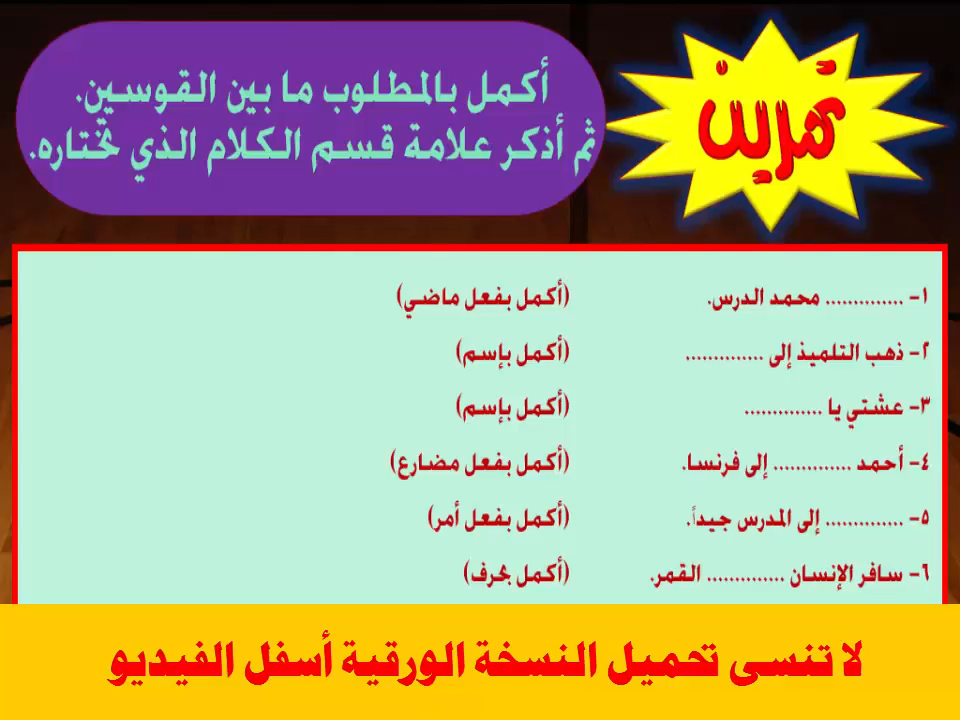 تمرين
أكمل بالمطلوب ما بين القوسين.
ثم أذكر علامة قسم الكلام الذي تختاره.
١- .............. محمد الدرس. (أكمل بفعل ماضي)
٢- ذهب التلميذ إلى .............. (أكمل بإسم)
٣- عشتي يا .............. (أكمل بإسم)
٤- أحمد .............. إلى فرنسا. (أكمل بفعل مضارع)
٥- .............. إلى المدرس جيداً. (أكمل بفعل أمر)
٦- سافر الإنسان .............. القمر. (أكمل بحرف)
لا تنسى تحميل النسخة الورقية أسفل الفيديو